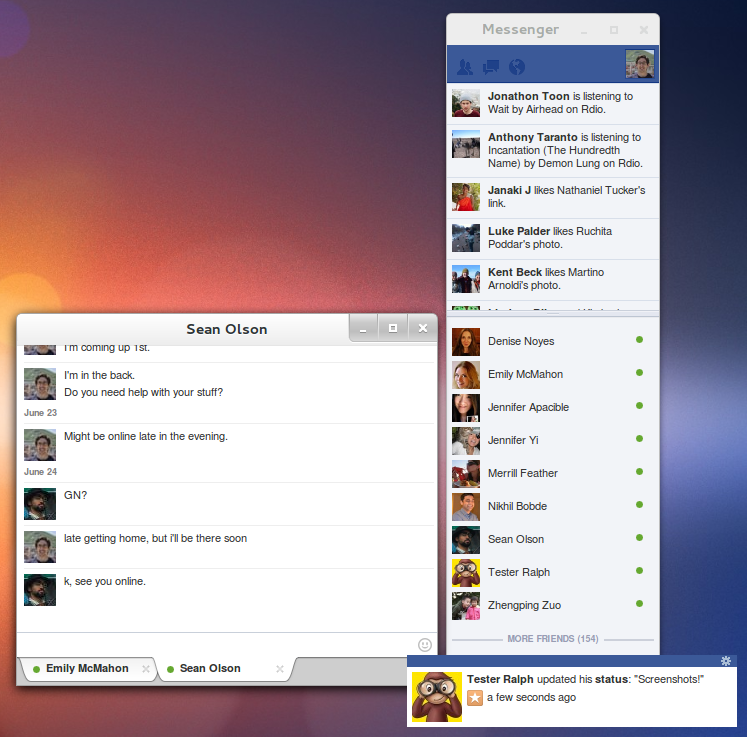 Messenger
Jonathon Toon is listening to
Wait by Airhead on Rdio.
Anthony Taranto is listening to
Incantation (The Hundredth
Name) by Demon Lung on Rdio.
Janaki J likes Nathaniel Tucker's
link.
Luke Palder likes Ruchita
Poddar's photo.
Kent Beck likes Martino
Arnoldi's photo.
Denise Noyes
Emily McMahon
Jennifer Apacible
Jennifer Yi
Merrill Feather
Nikhil Bobde
Sean Olson
Tester Ralph
Zhengping Zuo
MORE FRIENDS (154)
Sean Olson
I'm coming up 1st.
I'm in the back.
Do you need help with your stuff?
June 23
Might be online late in the evening.
June 24
GN?
late getting home, but i'll be there soon
k, see you online.
Emily McMahon
Sean Olson
Tester Ralph updated his status: "Screenshots!"
a few seconds ago